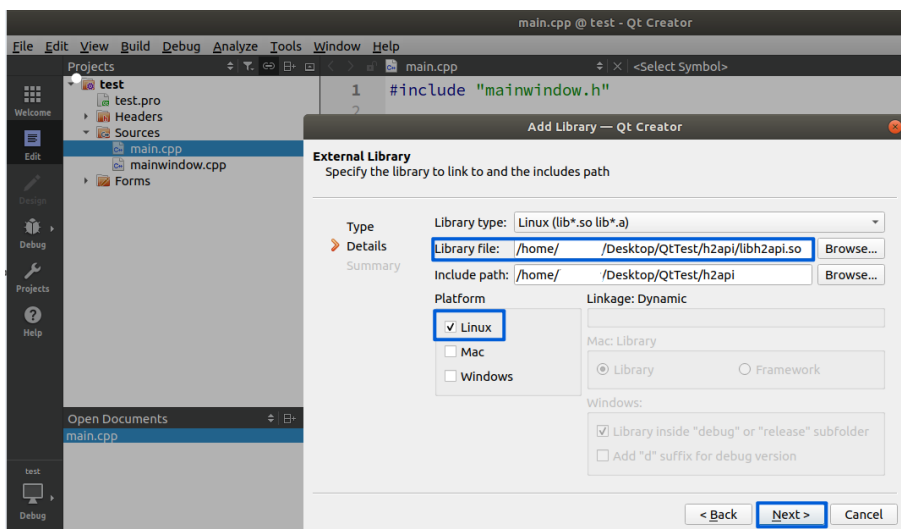 main.cpp @ test - Qt Creator
File Edit View Build Debug Analyze Tools Window Help
Projects
main.cpp
<Select Symbol>
Welcome
Edit
Design
Debug
Projects
Help
test
test.pro
Headers
Sources
main.cpp
mainwindow.cpp
Forms
1 #include "mainwindow.h"
2
Add Library — Qt Creator
External Library
Specify the library to link to and the includes path
Type
Details
Summary
Library type: Linux (lib*.so lib*.a)
Library file: /home/ /Desktop/QtTest/h2api/libh2api.so Browse...
Include path: /home/ /Desktop/QtTest/h2api Browse...
Platform
Linux
Mac
Windows
Linkage: Dynamic
Mac: Library
Library Framework
Windows:
Library inside "debug" or "release" subfolder
Add "d" suffix for debug version
Open Documents
main.cpp
test
Debug
< Back Next > Cancel